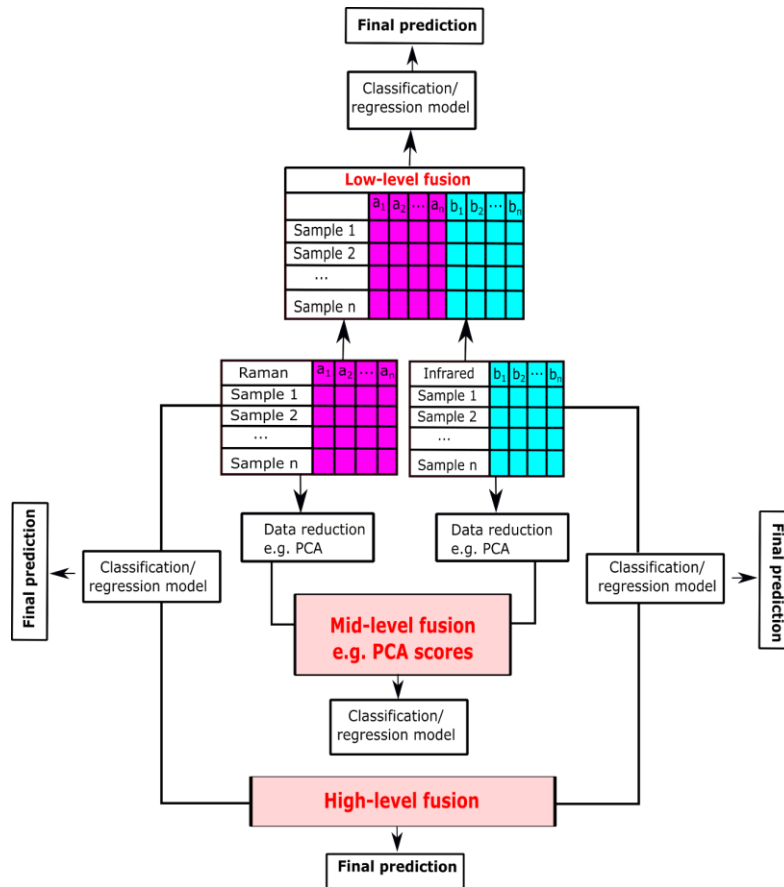 Final prediction
Classification/
regression model
Low-level fusion
a1 a2 ... an b1 b2 ... bn
Sample 1
Sample 2
...
Sample n
Raman a1 a2 ... an
Sample 1
Sample 2
...
Sample n
Infrared b1 b2 ... bn
Sample 1
Sample 2
...
Sample n
Data reduction
e.g. PCA
Data reduction
e.g. PCA
Final prediction
Classification/
regression model
Classification/
regression model
Final prediction
Mid-level fusion
e.g. PCA scores
Classification/
regression model
High-level fusion
Final prediction